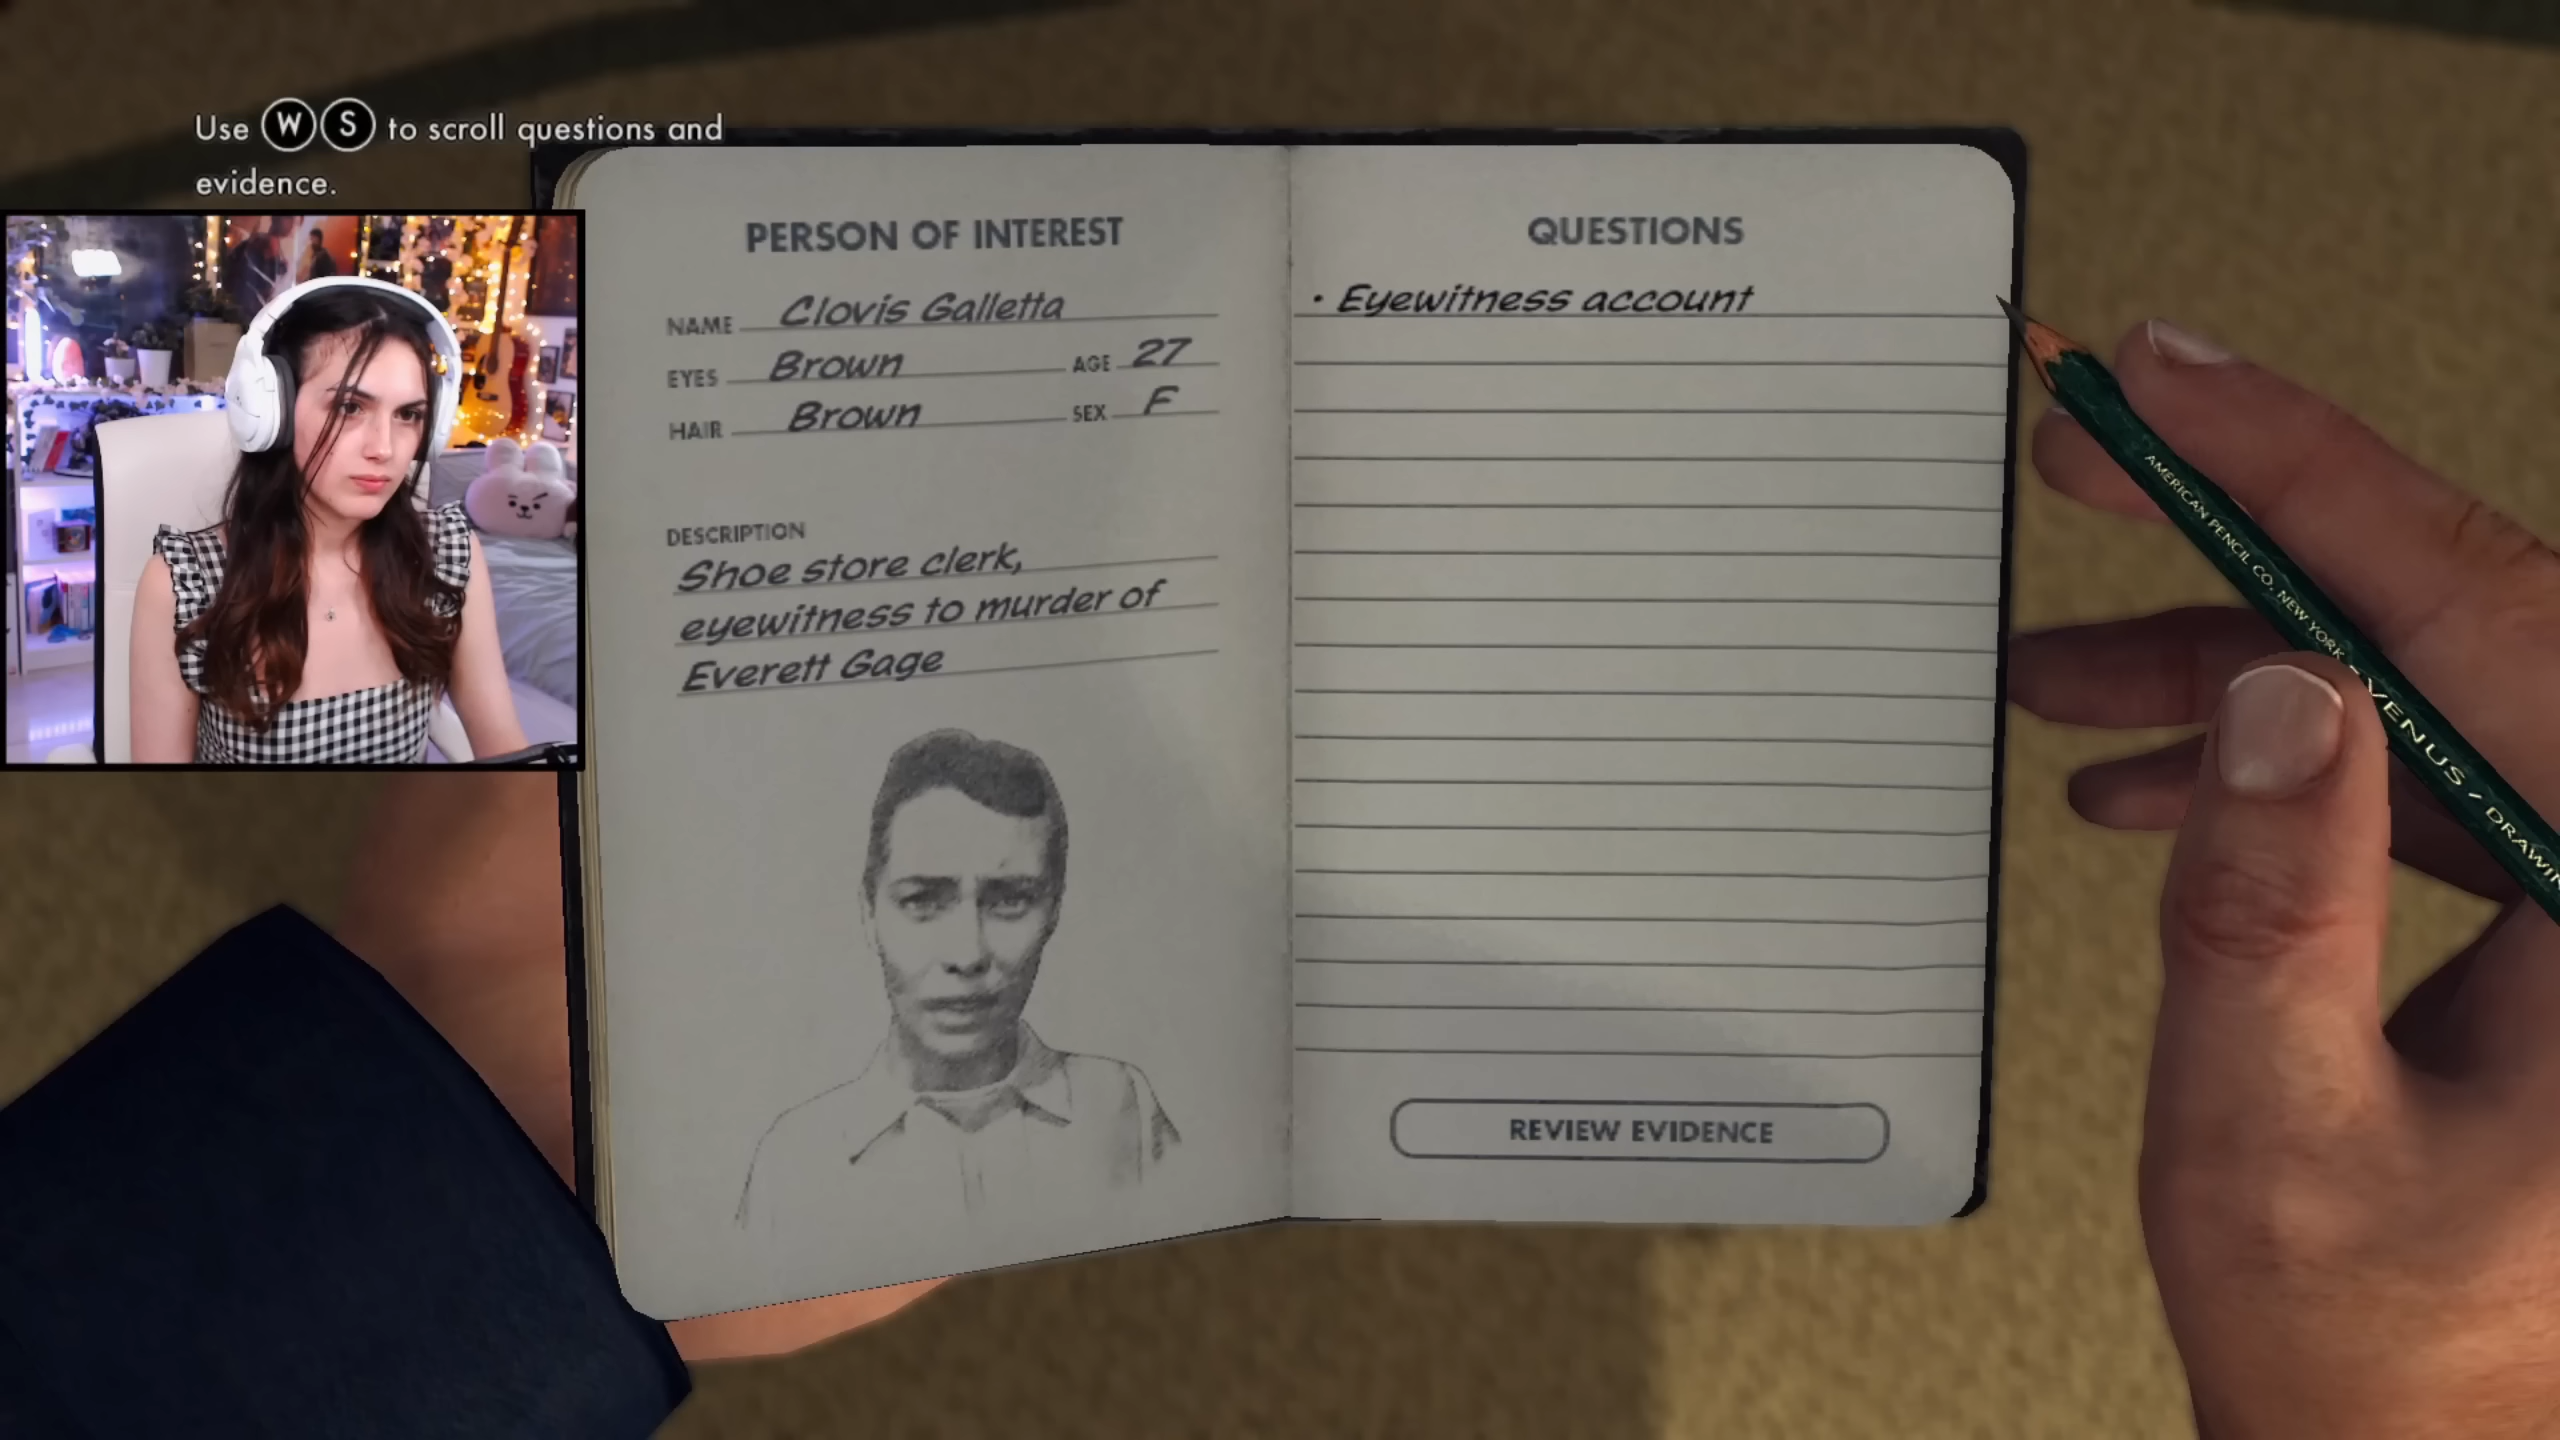 Use W S to scroll questions and
evidence.
PERSON OF INTEREST
NAME Clovis Galletta
EYES Brown AGE 27
HAIR Brown SEX F
DESCRIPTION
Shoe store clerk,
eyewitness to murder of
Everett Gage
QUESTIONS
• Eyewitness account
REVIEW EVIDENCE
AMERICAN PENCIL CO. NEW YORK VENUS / DRAWIN